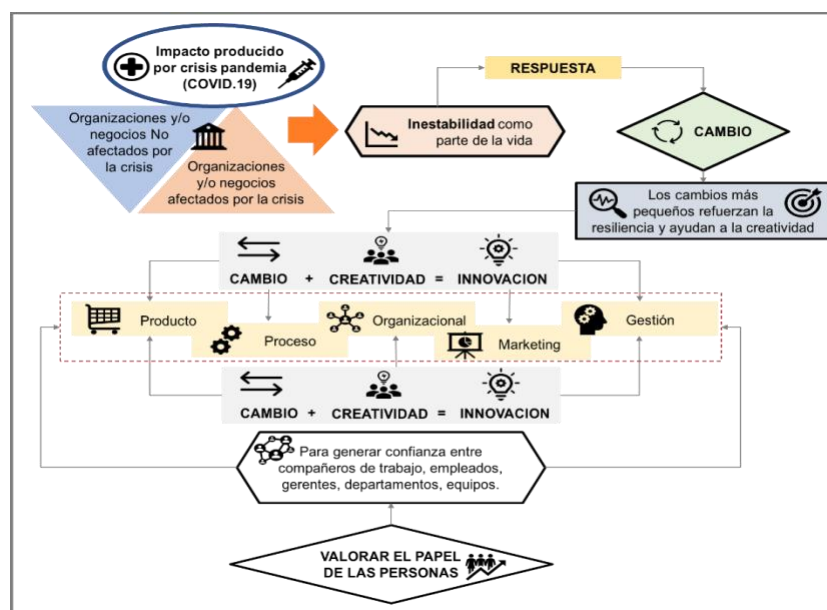 Impacto producido
por crisis pandemia
(COVID.19)
Organizaciones y/o
negocios No
afectados por
la crisis
Organizaciones
y/o negocios
afectados por la crisis
Inestabilidad como
parte de la vida
RESPUESTA
CAMBIO
Los cambios más
pequeños refuerzan la
resiliencia y ayudan a la creatividad
CAMBIO + CREATIVIDAD = INNOVACION
Producto
Proceso
Organizacional
Marketing
Gestión
CAMBIO + CREATIVIDAD = INNOVACION
Para generar confianza entre
compañeros de trabajo, empleados,
gerentes, departamentos, equipos.
VALORAR EL PAPEL
DE LAS PERSONAS